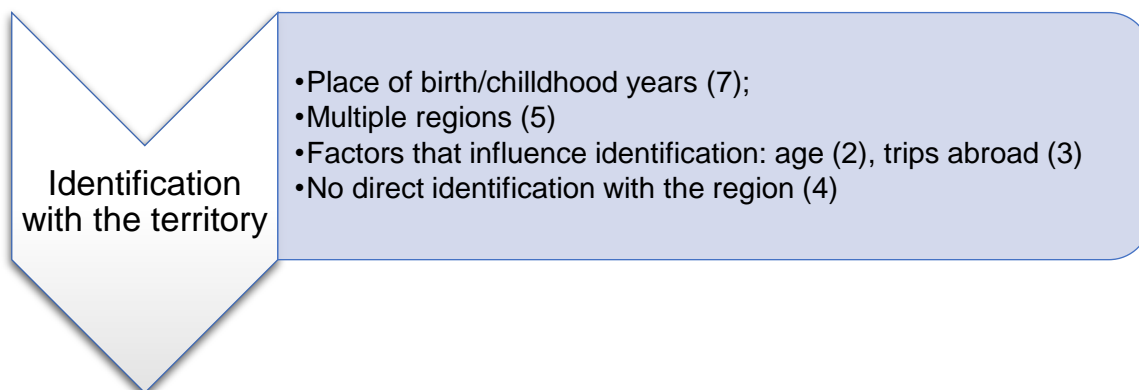 Identification
with the territory
•Place of birth/chilldhood years (7);
•Multiple regions (5)
•Factors that influence identification: age (2), trips abroad (3)
•No direct identification with the region (4)